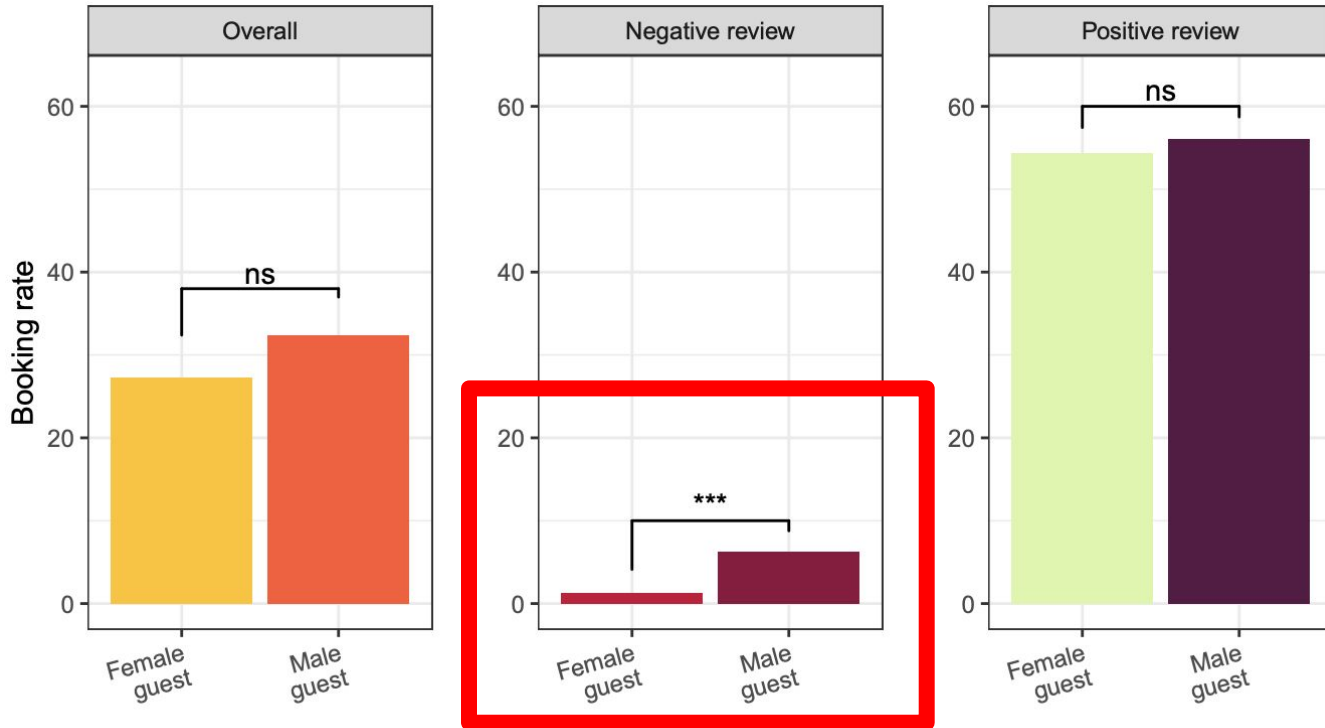 Overall
Negative review
Positive review
Booking rate
60
40
20
0
ns
Female
guest
Male
guest
60
40
20
0
***
Female
guest
Male
guest
60
40
20
0
ns
Female
guest
Male
guest